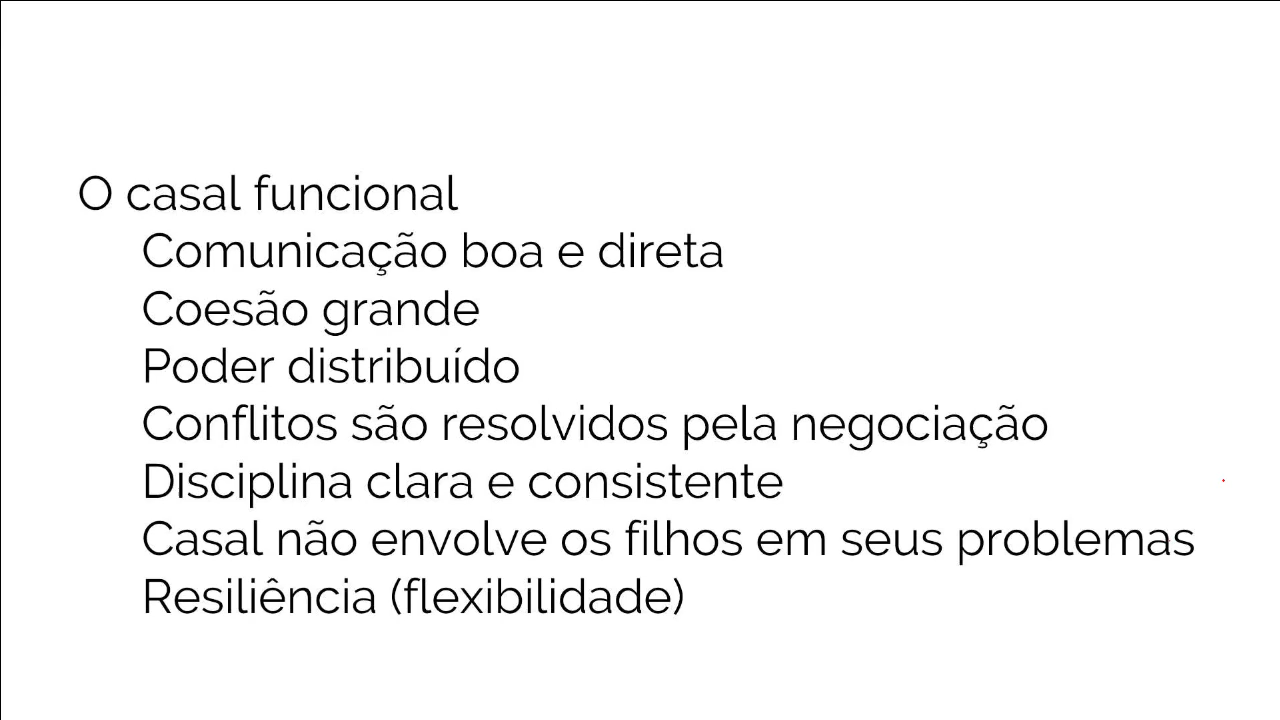 O casal funcional
Comunicação boa e direta
Coesão grande
Poder distribuído
Conflitos são resolvidos pela negociação
Disciplina clara e consistente
Casal não envolve os filhos em seus problemas
Resiliência (flexibilidade)